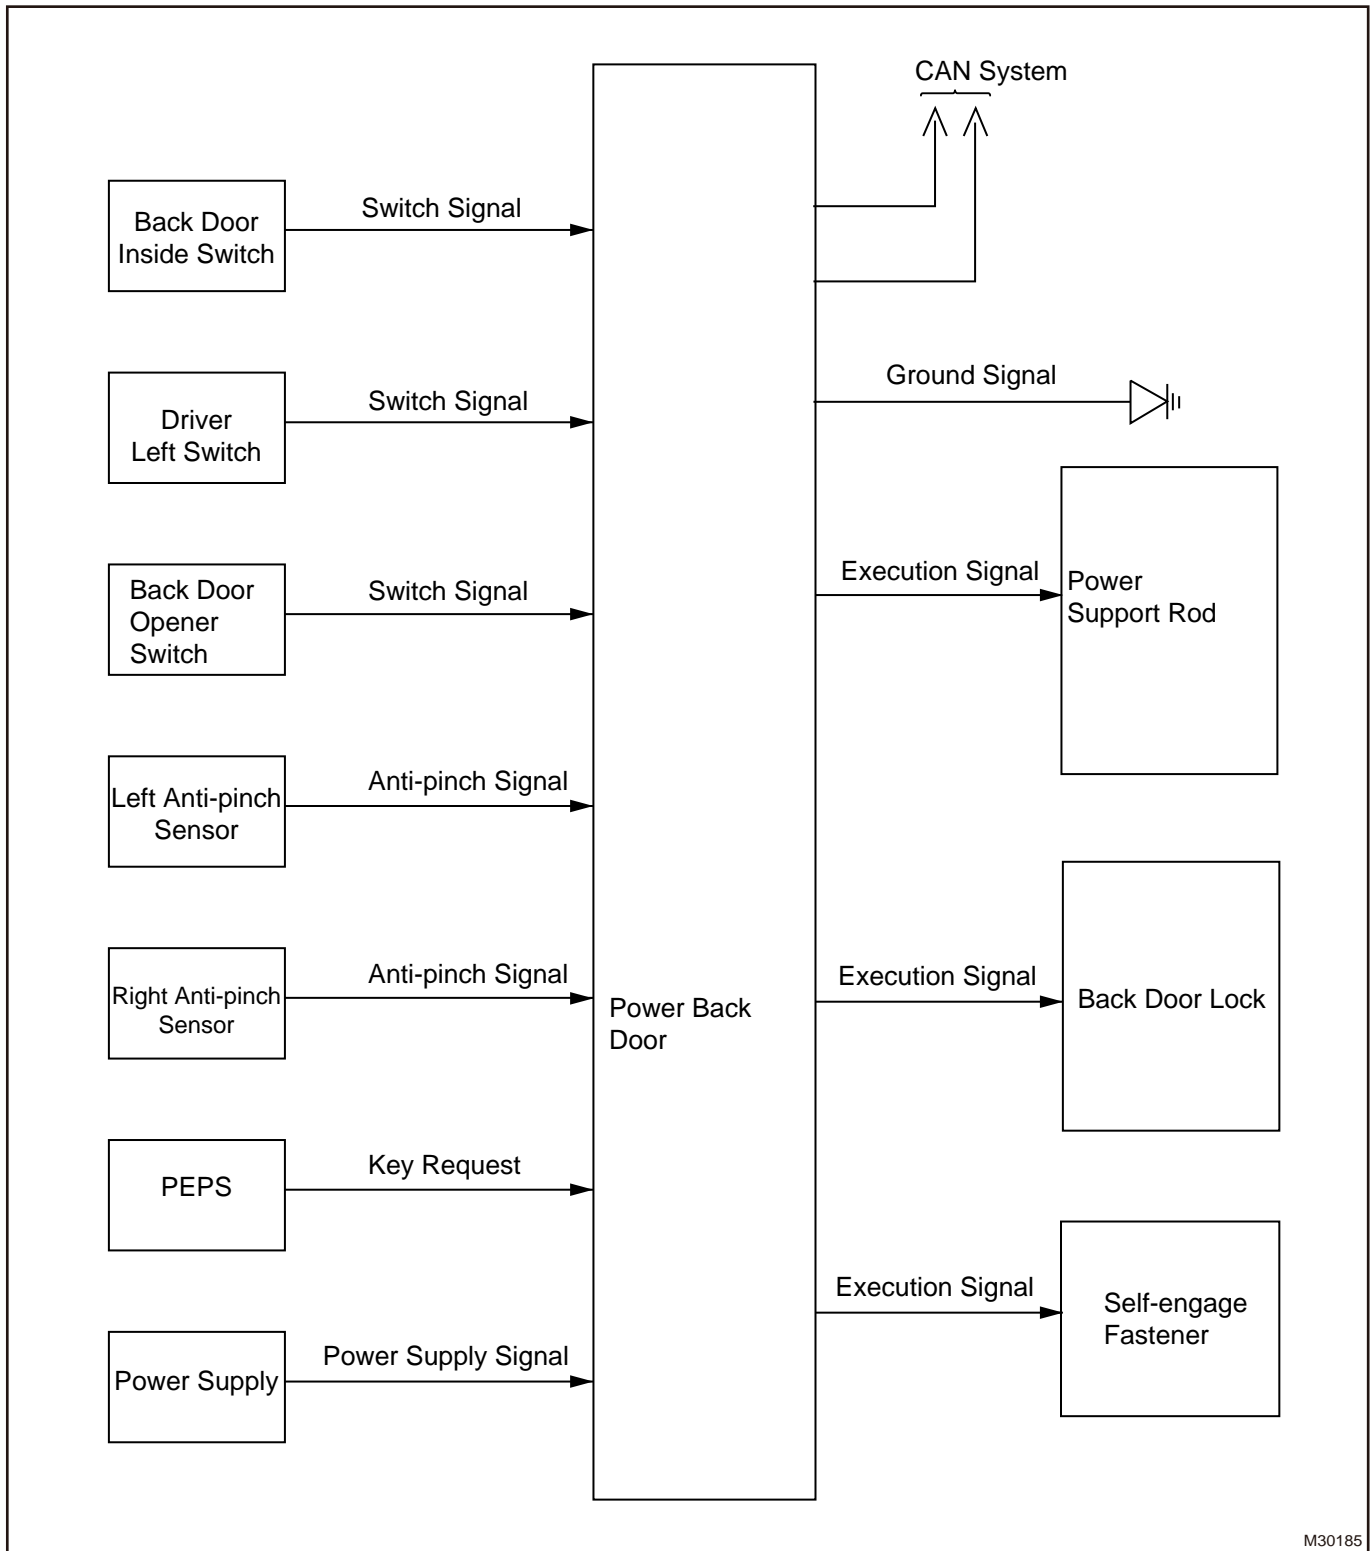 CAN System
Back Door
Inside Switch
Switch Signal
Driver
Left Switch
Switch Signal
Ground Signal
Back Door
Opener
Switch
Switch Signal
Execution Signal
Power
Support Rod
Left Anti-pinch
Sensor
Anti-pinch Signal
Right Anti-pinch
Sensor
Anti-pinch Signal
Power Back
Door
Execution Signal
Back Door Lock
PEPS
Key Request
Execution Signal
Self-engage
Fastener
Power Supply
Power Supply Signal
M30185